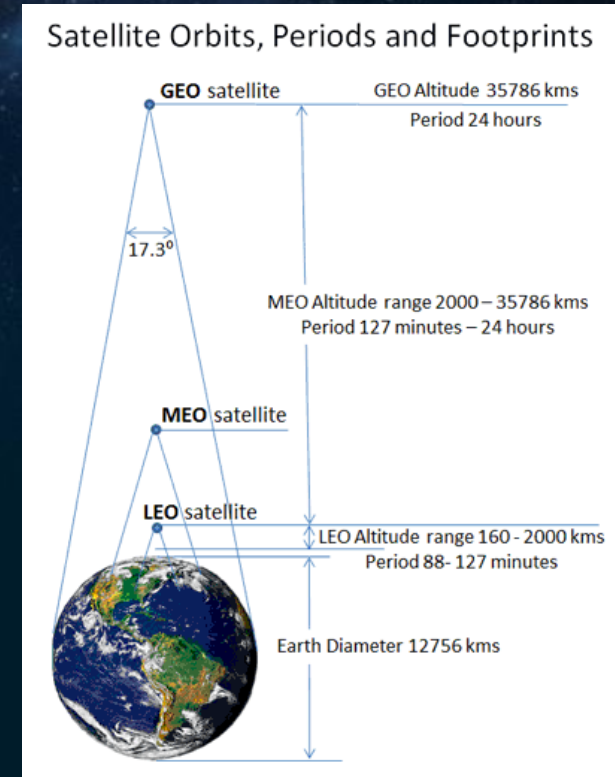 Satellite Orbits, Periods and Footprints
GEO satellite
GEO Altitude 35786 kms
Period 24 hours
17.3⁰
MEO Altitude range 2000 – 35786 kms
Period 127 minutes – 24 hours
MEO satellite
LEO satellite
LEO Altitude range 160 - 2000 kms
Period 88- 127 minutes
Earth Diameter 12756 kms